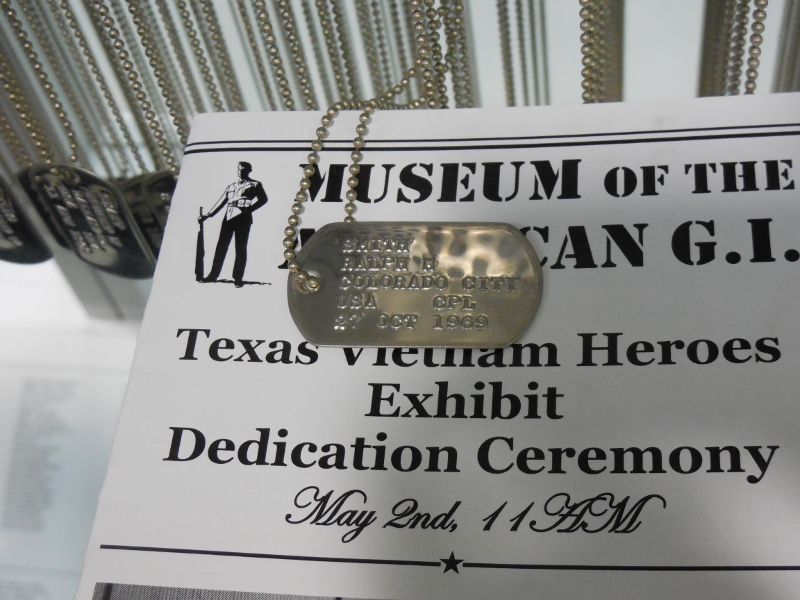 MUSEUM OF THE
CAN G.I.
SMITH
RALPH H
COLORADO CITY
USA CPL
27 OCT 1969
Texas Vietnam Heroes
Exhibit
Dedication Ceremony
May 2nd, 11AM